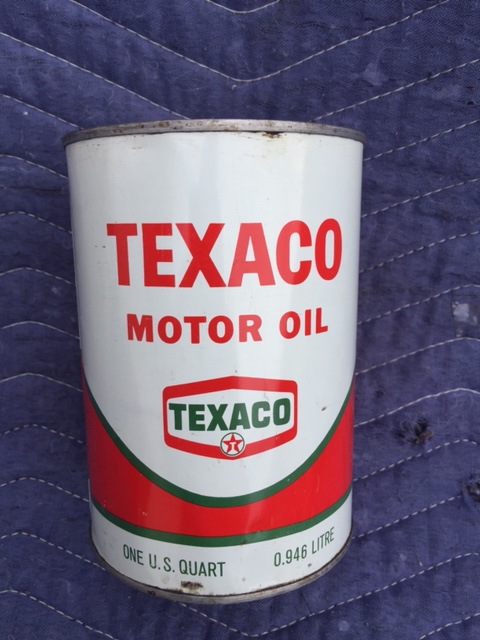 TEXACO
MOTOR OIL
TEXACO
T
ONE U.S. QUART 0.946 LITRE